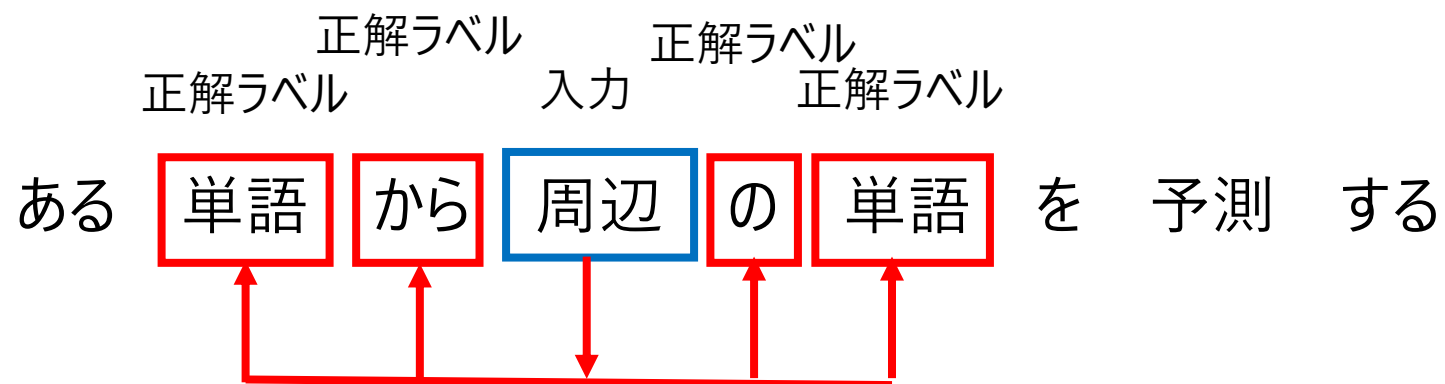 正解ラベル 正解ラベル
正解ラベル 入力 正解ラベル
ある 単語 から 周辺 の 単語 を 予測 する